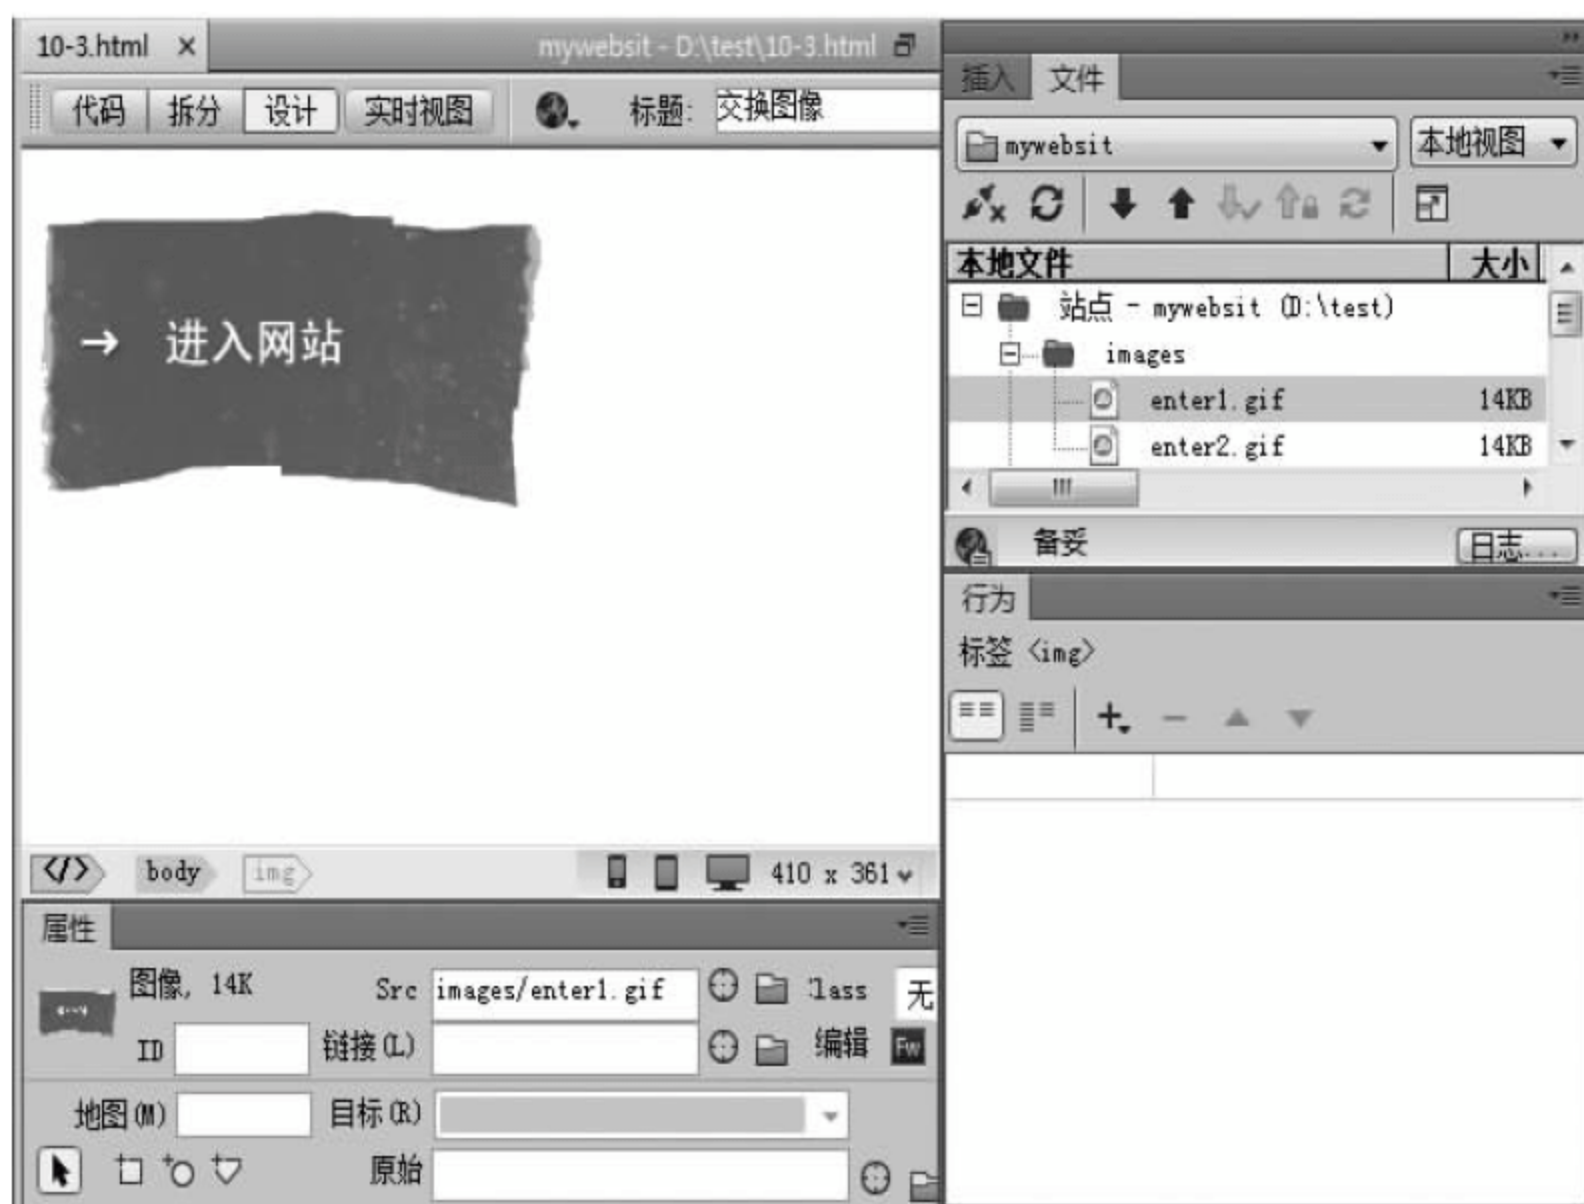 10-3.html ×
mywebsit - D:\test\10-3.html
代码 拆分 设计 实时视图 标题: 交换图像
→ 进入网站
</> body img 410 x 361
属性
图像, 14K Src images/enter1.gif lass 无
ID 链接(L) 编辑 Fw
地图(M) 目标(R)
原始
插入 文件
mywebsit 本地视图
本地文件 大小
站点 - mywebsit (D:\test)
images
enter1.gif 14KB
enter2.gif 14KB
备妥 日志...
行为
标签 <img>